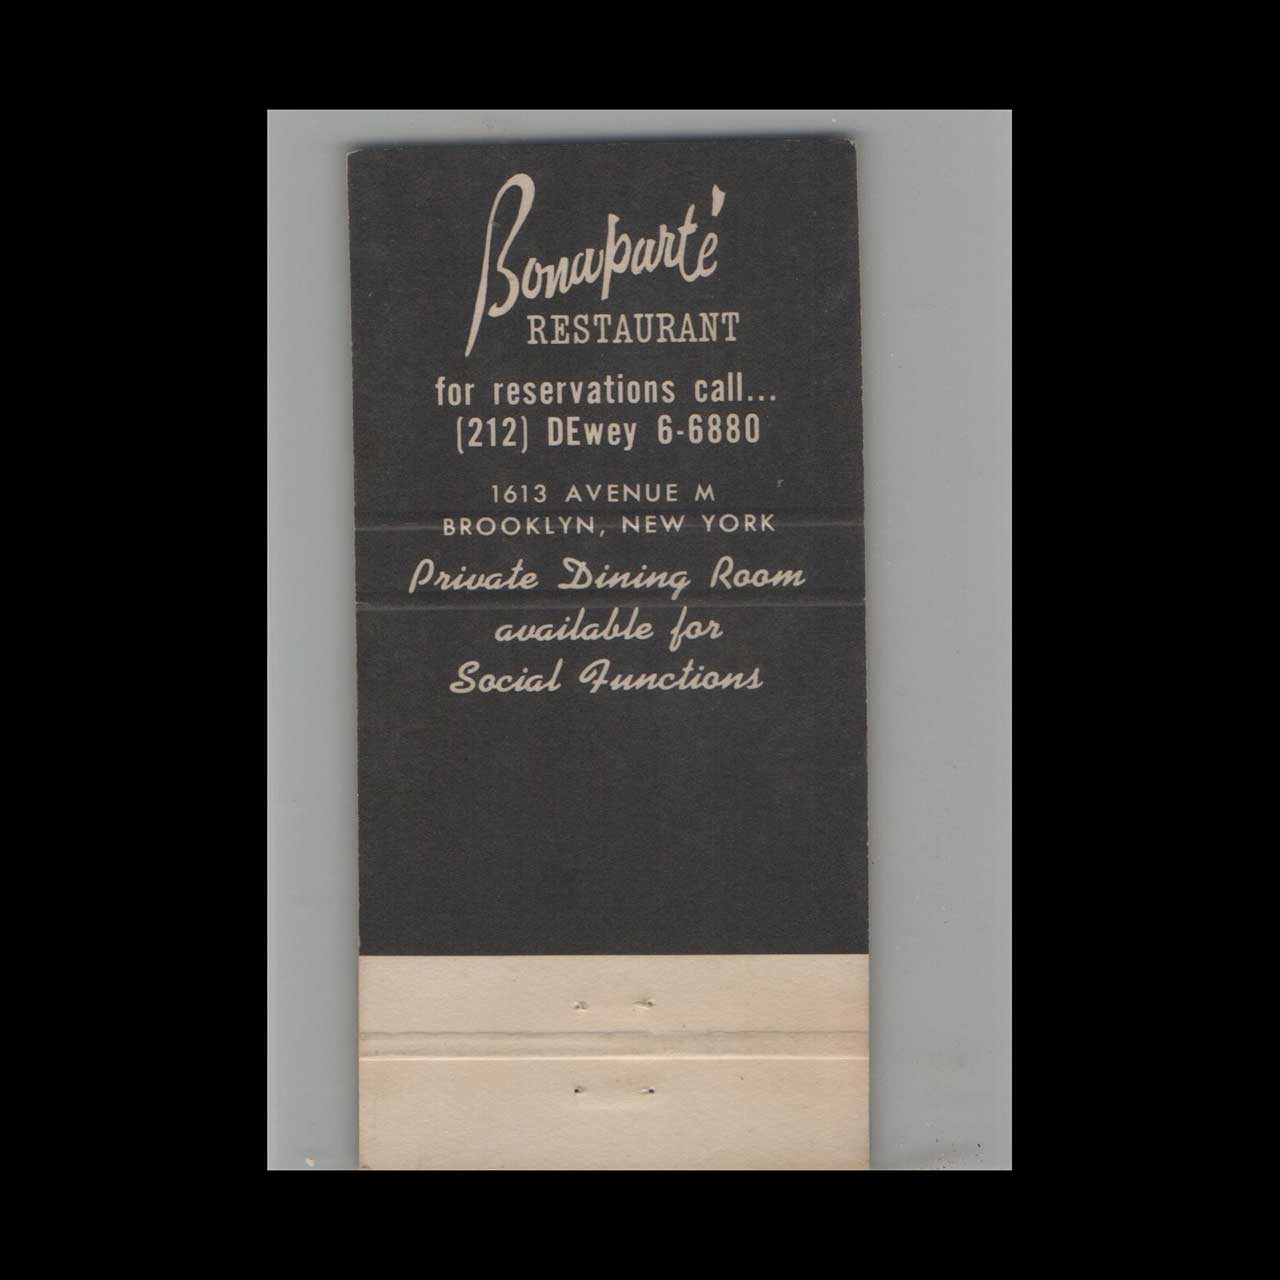 Bonaparté
RESTAURANT
for reservations call...
(212) DEwey 6-6880
1613 AVENUE M
BROOKLYN, NEW YORK
Private Dining Room
available for
Social Functions